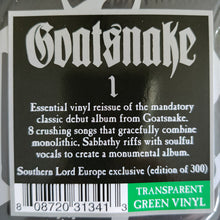 Goatsnake
1
Essential vinyl reissue of the mandatory
classic debut album from Goatsnake.
8 crushing songs that gracefully combine
monolithic, Sabbathy riffs with soulful
vocals to create a monumental album.
Southern Lord Europe exclusive (edition of 300)
8 08720 31341 3
TRANSPARENT
GREEN VINYL